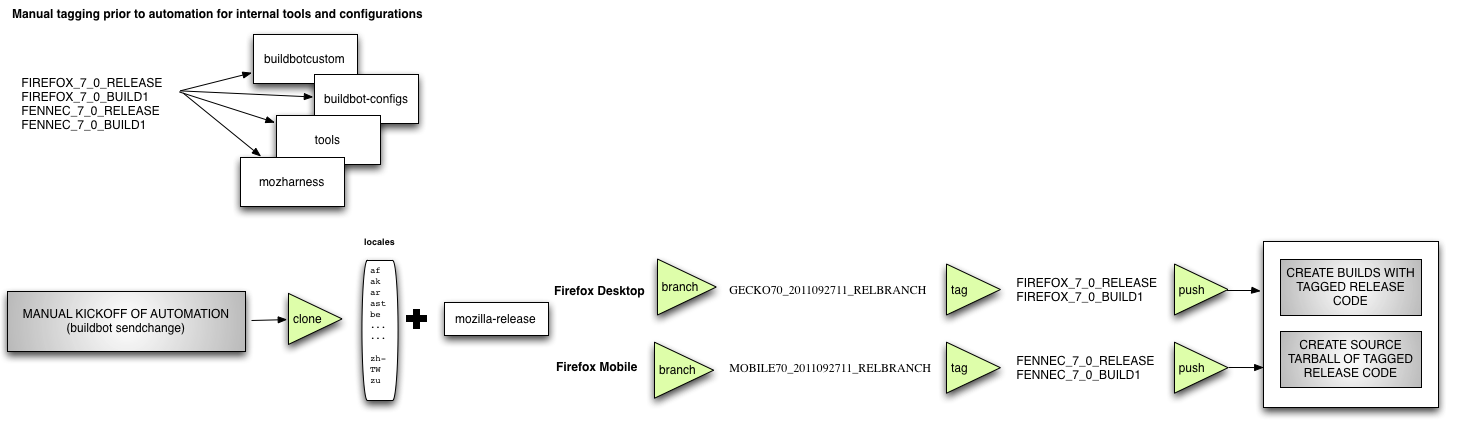 Manual tagging prior to automation for internal tools and configurations
FIREFOX_7_0_RELEASE
FIREFOX_7_0_BUILD1
FENNEC_7_0_RELEASE
FENNEC_7_0_BUILD1
buildbotcustom
buildbot-configs
tools
mozharness
MANUAL KICKOFF OF AUTOMATION
(buildbot sendchange)
clone
locales
af
ak
ar
ast
be
...
...
zh-
TW
zu
mozilla-release
Firefox Desktop
branch
GECKO70_2011092711_RELBRANCH
tag
FIREFOX_7_0_RELEASE
FIREFOX_7_0_BUILD1
push
Firefox Mobile
branch
MOBILE70_2011092711_RELBRANCH
tag
FENNEC_7_0_RELEASE
FENNEC_7_0_BUILD1
push
CREATE BUILDS WITH
TAGGED RELEASE
CODE
CREATE SOURCE
TARBALL OF TAGGED
RELEASE CODE